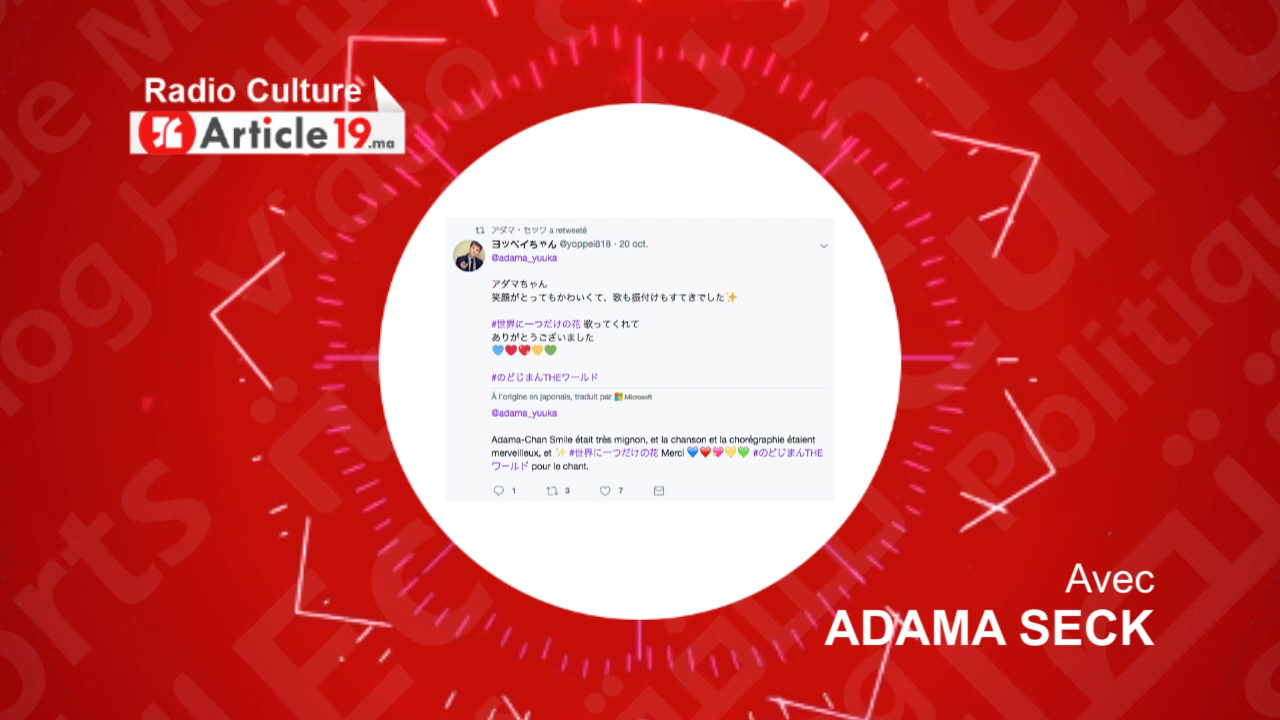 Radio Culture
Article19.ma
アダマ・セック a retweeté
ヨッペイちゃん @yoppei818 · 20 oct.
@adama_yuuka
アダマちゃん
笑顔がとってもかわいくて、歌も振付けもすてきでした✨
#世界に一つだけの花 歌ってくれて
ありがとうございました
💙❤️💖💛💚
#のどじまんTHEワールド
À l'origine en japonais, traduit par Microsoft
@adama_yuuka
Adama-Chan Smile était très mignon, et la chanson et la chorégraphie étaient
merveilleux, et ✨ #世界に一つだけの花 Merci 💙❤️💖💛💚 #のどじまんTHE
ワールド pour le chant.
1 3 7
Avec
ADAMA SECK